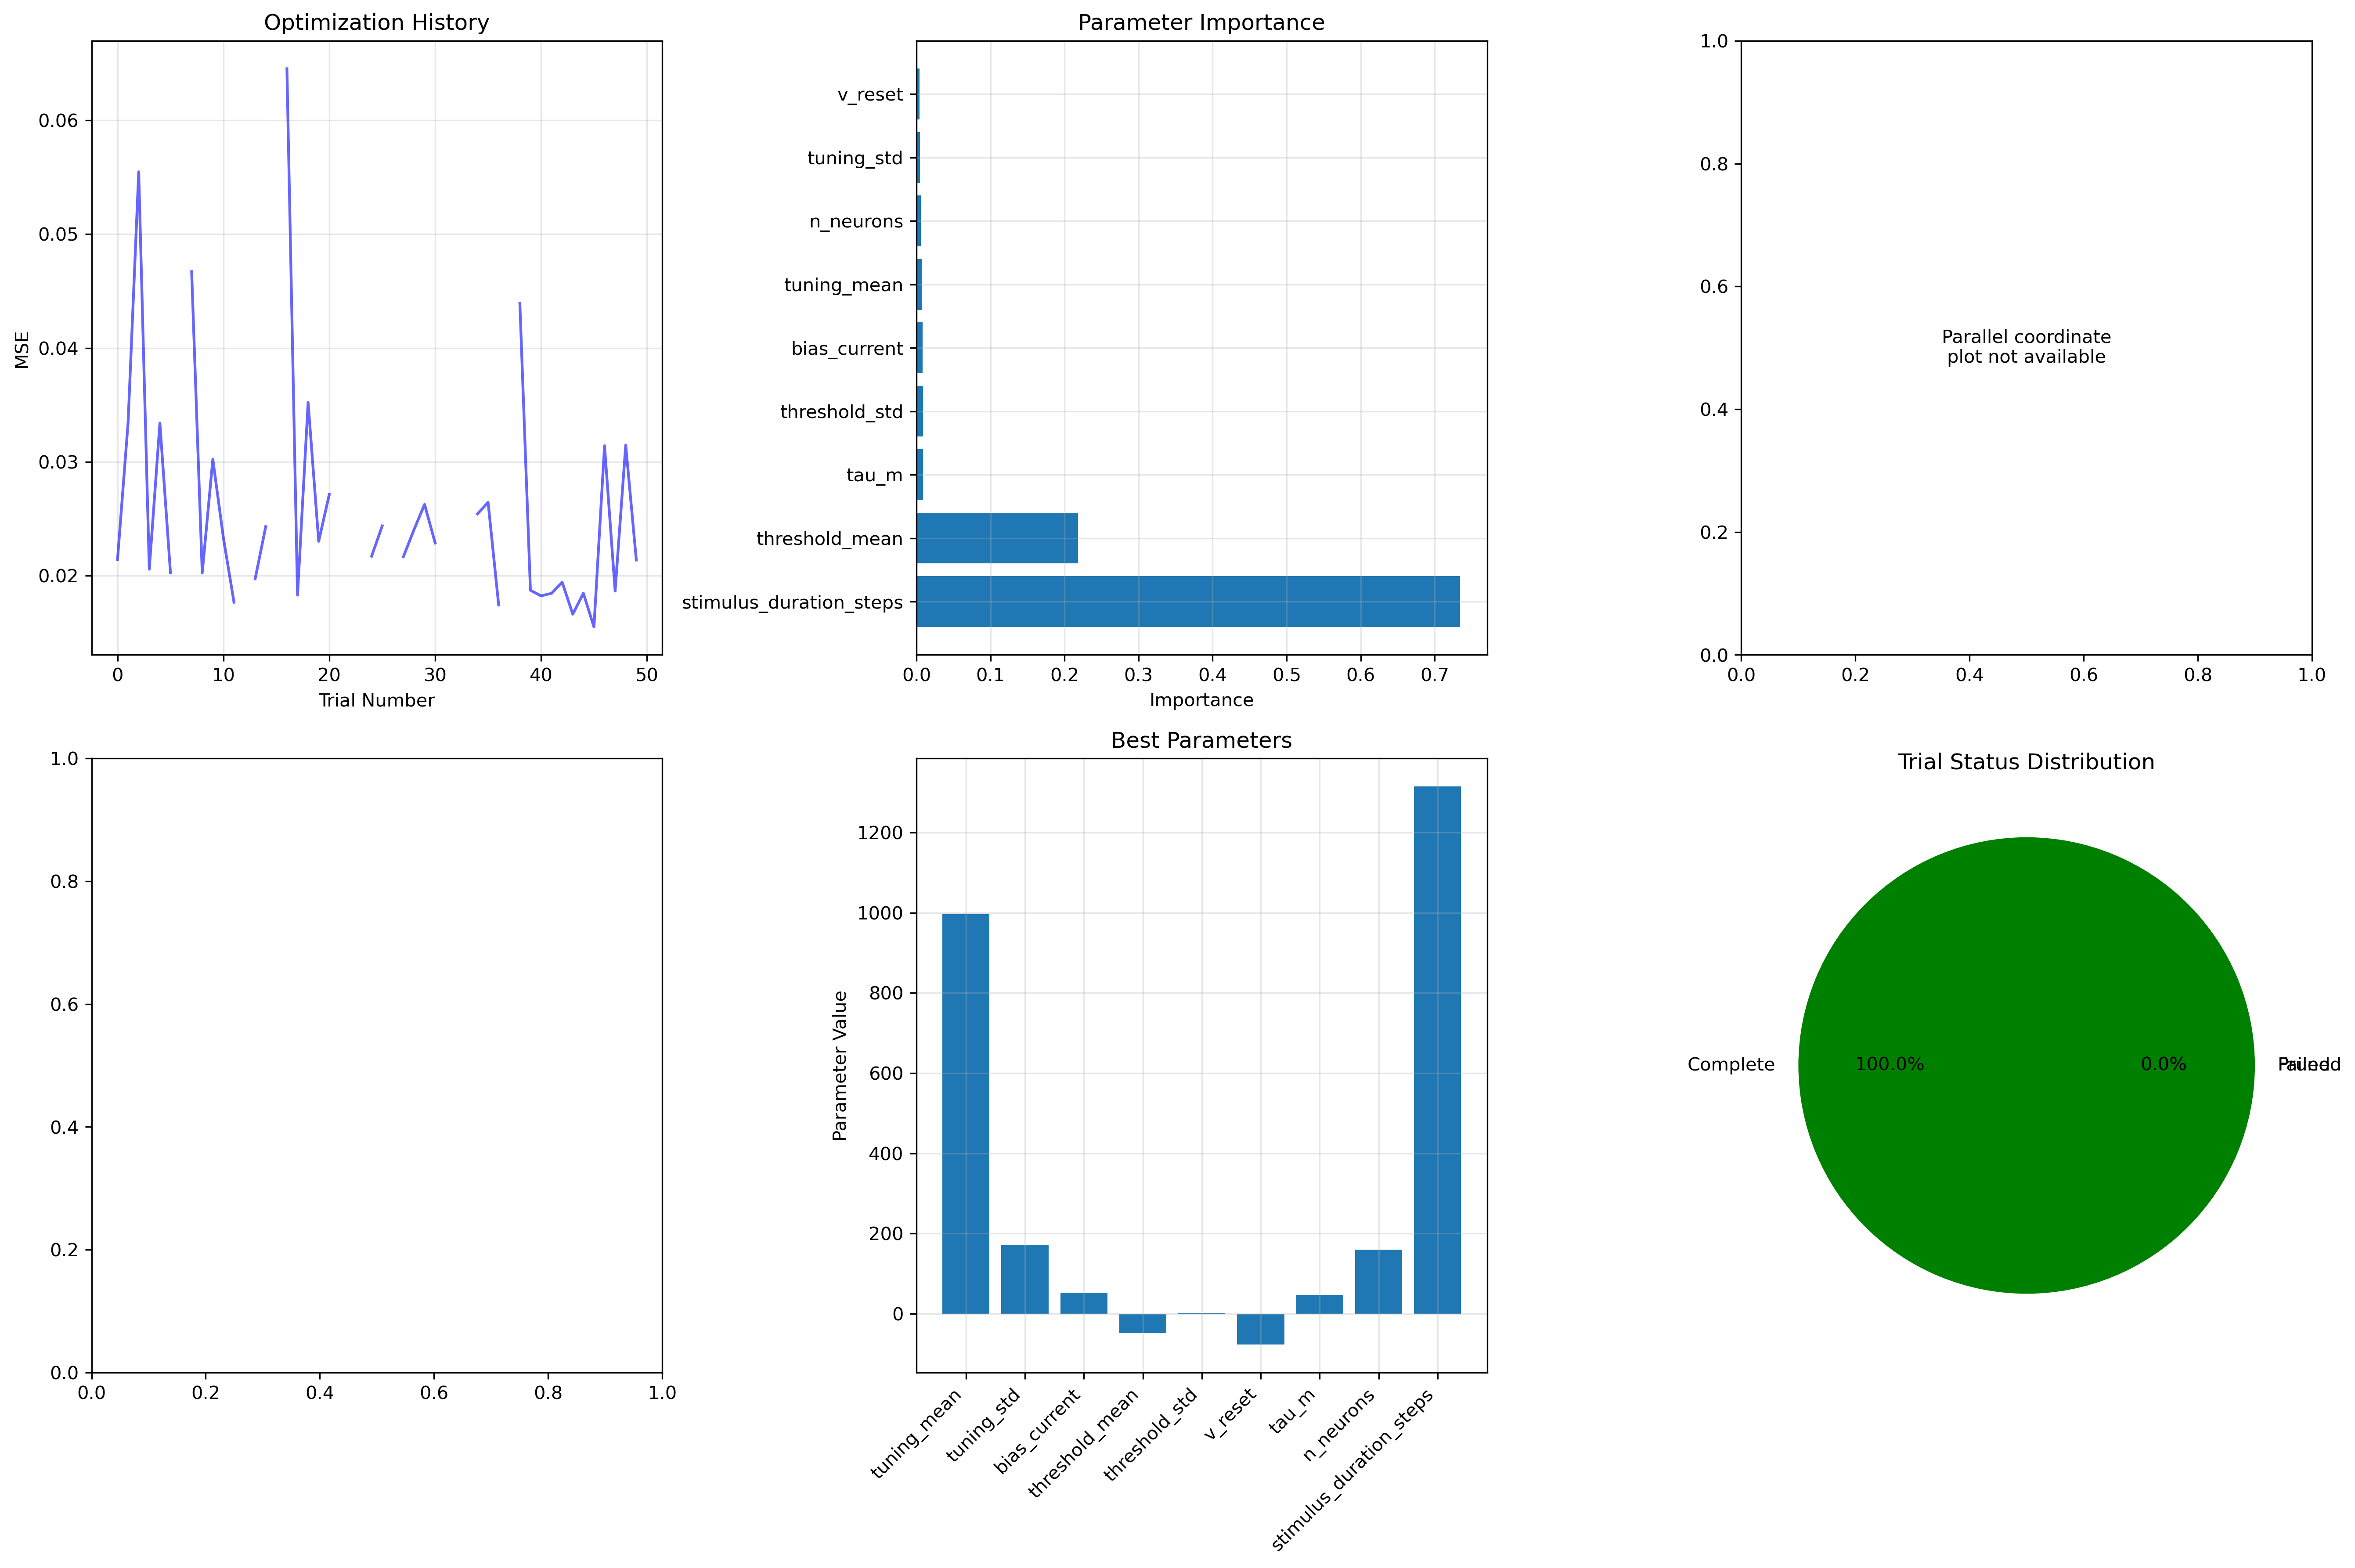 Optimization History
MSE
0.06
0.05
0.04
0.03
0.02
0 10 20 30 40 50
Trial Number
Parameter Importance
v_reset
tuning_std
n_neurons
tuning_mean
bias_current
threshold_std
tau_m
threshold_mean
stimulus_duration_steps
0.0 0.1 0.2 0.3 0.4 0.5 0.6 0.7
Importance
1.0
0.8
0.6
0.4
0.2
0.0
Parallel coordinate
plot not available
0.0 0.2 0.4 0.6 0.8 1.0
1.0
0.8
0.6
0.4
0.2
0.0
0.0 0.2 0.4 0.6 0.8 1.0
Best Parameters
Parameter Value
1200
1000
800
600
400
200
0
tuning_mean
tuning_std
bias_current
threshold_mean
threshold_std
v_reset
tau_m
n_neurons
stimulus_duration_steps
Trial Status Distribution
Complete
100.0%
0.0%